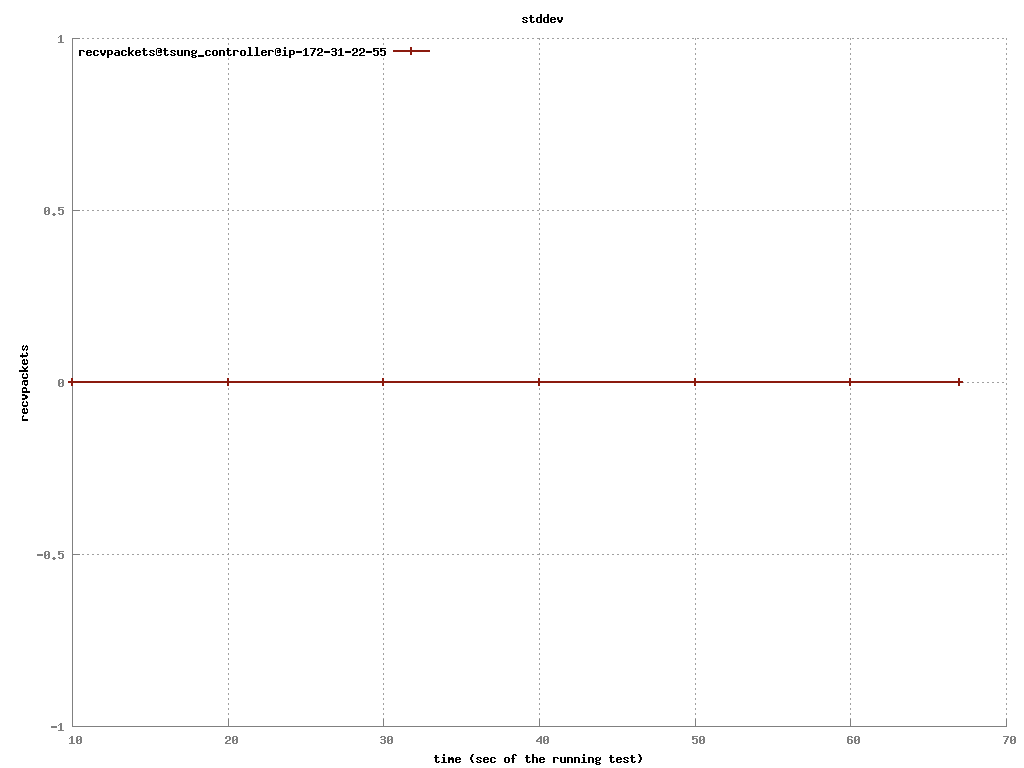 stddev
recvpackets@tsung_controller@ip-172-31-22-55
1
0.5
0
-0.5
-1
recvpackets
10 20 30 40 50 60 70
time (sec of the running test)